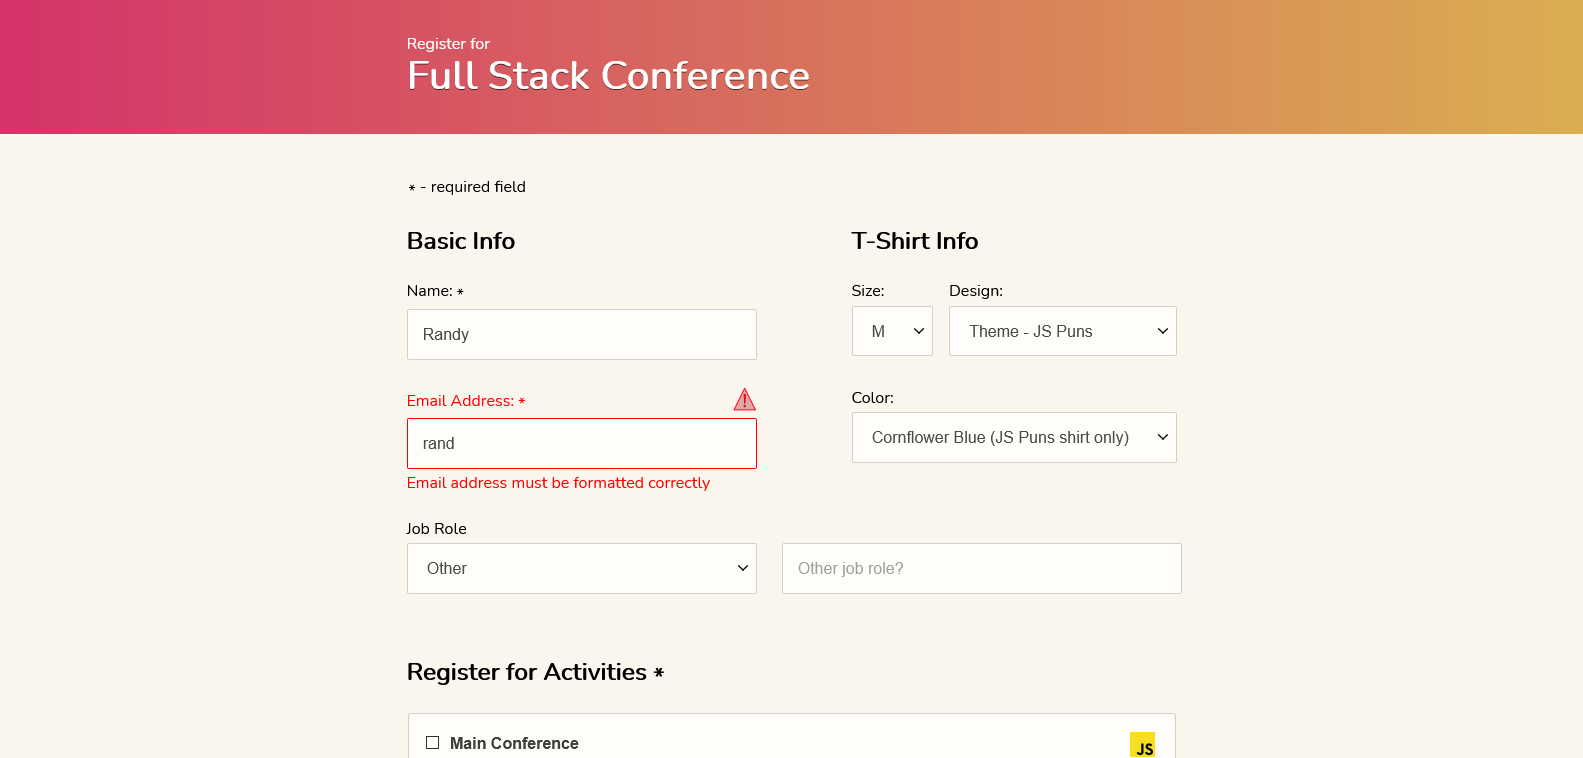 Register for
Full Stack Conference
* - required field
Basic Info
Name: *
Randy
Email Address: *
!
rand
Email address must be formatted correctly
Job Role
Other
Other job role?
T-Shirt Info
Size:
M
Design:
Theme - JS Puns
Color:
Cornflower Blue (JS Puns shirt only)
Register for Activities *
Main Conference
JS